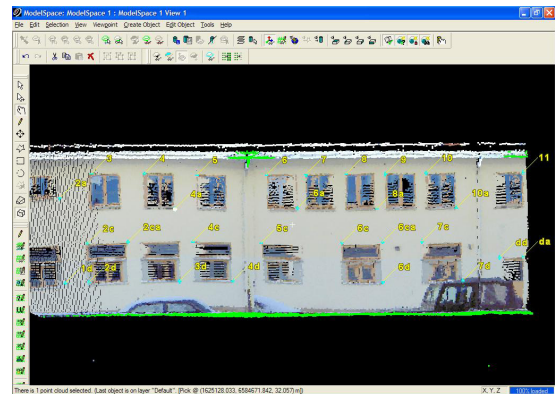 ModelSpace: ModelSpace 1 : ModelSpace 1 View 1
File Edit Selection View Viewpoint Create Object Edit Object Tools Help
3 4 5 6 7 8 9 10 11
2a 4a 6a 8a 10a
2c 2ca 4c 5c 6c 6ca 7c
dd da
1d 2d 3d 4d 6d 7d
There is 1 point cloud selected. (Last object is on layer "Default". [Pick @ (1625128.033, 6584671.842, 32.057) m]) X, Y, Z 100% loaded